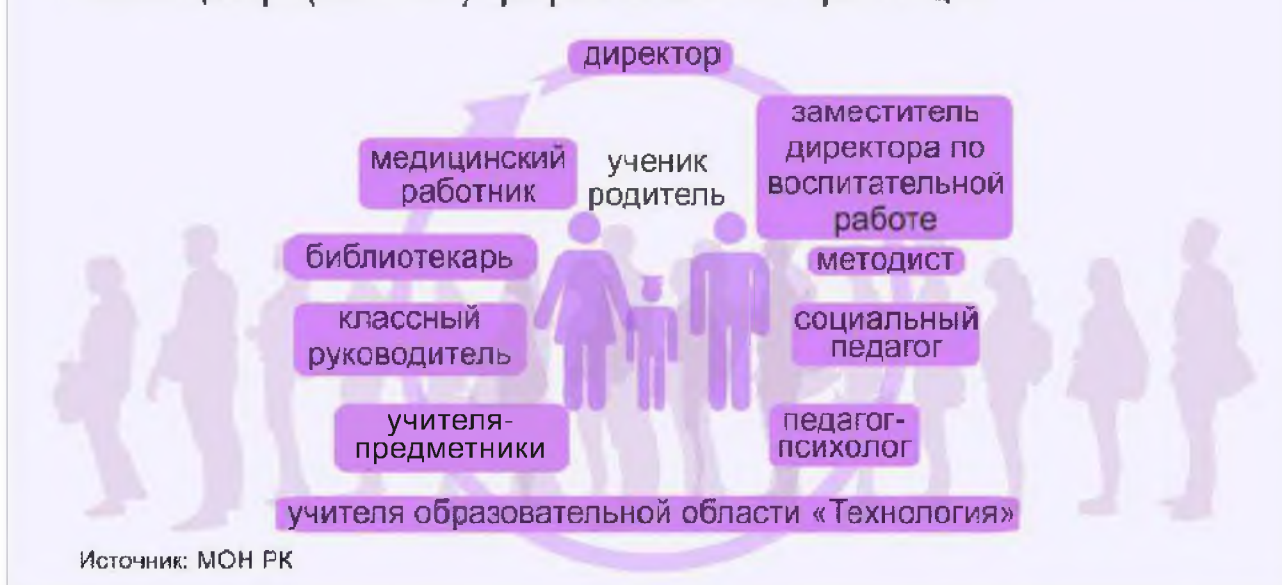 директор
заместитель
директора по
воспитательной
работе
медицинский
работник
ученик
родитель
библиотекарь
методист
классный
руководитель
социальный
педагог
учителя-
предметники
педагог-
психолог
учителя образовательной области «Технология»
Источник: МОН РК